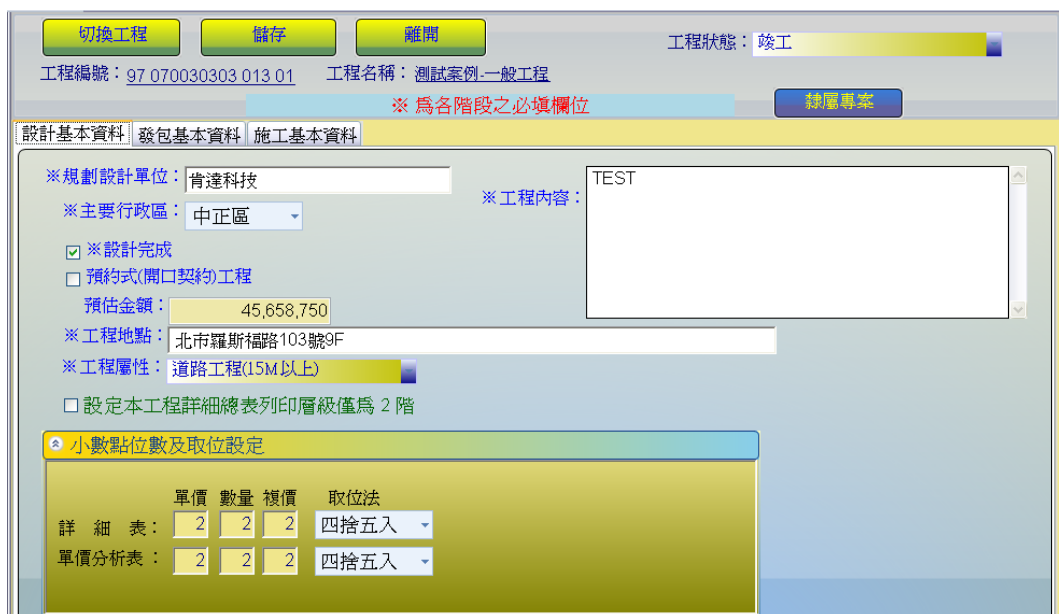 切換工程 儲存 離開 工程狀態： 竣工
工程編號： 97 070030303 013 01 工程名稱： 測試案例-一般工程
※ 為各階段之必填欄位 隸屬專案
設計基本資料 發包基本資料 施工基本資料
※規劃設計單位： 肯達科技 ※工程內容： TEST
※主要行政區： 中正區
※設計完成
預約式(開口契約)工程
預估金額： 45,658,750
※工程地點： 北市羅斯福路103號9F
※工程屬性： 道路工程(15M以上)
設定本工程詳細總表列印層級僅為 2 階
小數點位數及取位設定
單價 數量 複價 取位法
詳 細 表： 2 2 2 四捨五入
單價分析表： 2 2 2 四捨五入